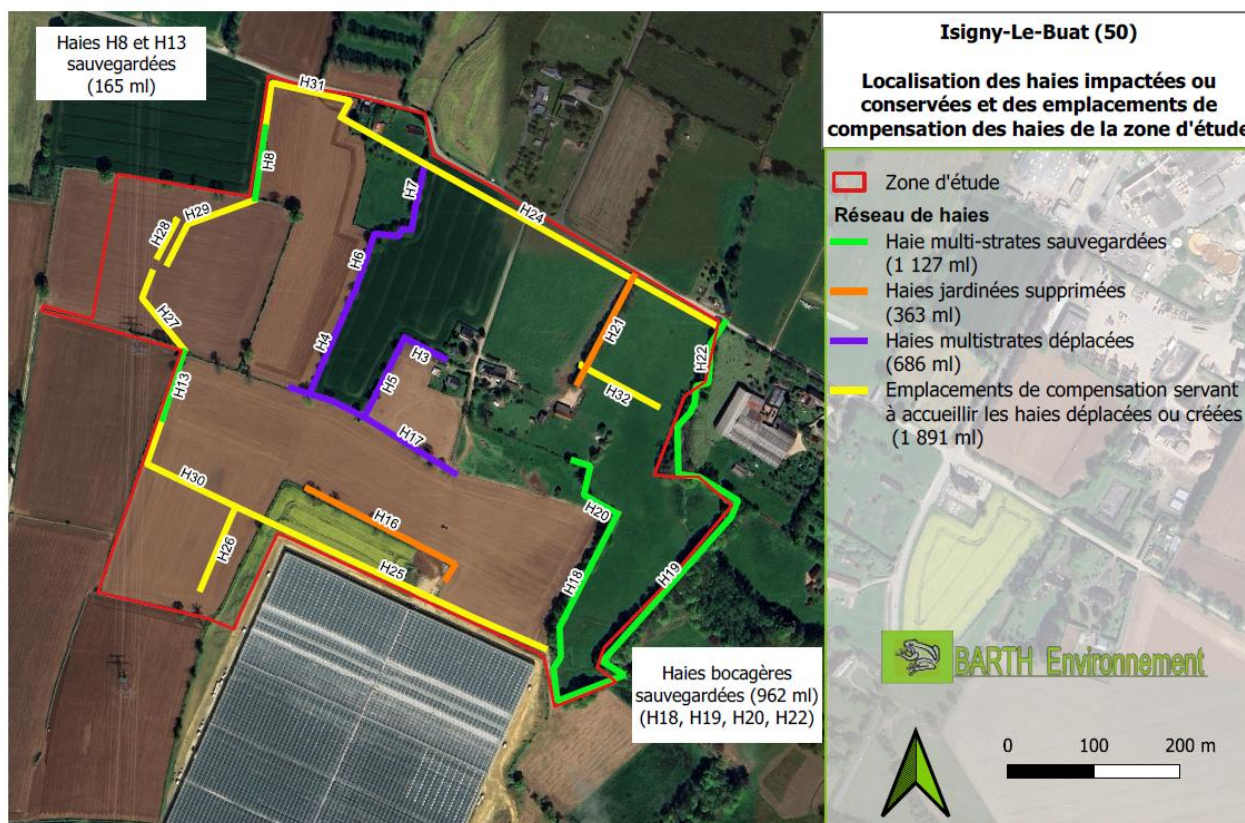 Haies H8 et H13
sauvegardées
(165 ml)
H31
H8
H7
H24
H29
H28
H6
H27
H4
H3
H5
H21
H22
H32
H13
H17
H30
H16
H20
H26
H25
H18
H19
Haies bocagères
sauvegardées (962 ml)
(H18, H19, H20, H22)
Isigny-Le-Buat (50)
Localisation des haies impactées ou
conservées et des emplacements de
compensation des haies de la zone d'étude
Zone d'étude
Réseau de haies
Haie multi-strates sauvegardées
(1 127 ml)
Haies jardinées supprimées
(363 ml)
Haies multistrates déplacées
(686 ml)
Emplacements de compensation servant
à accueillir les haies déplacées ou créées
(1 891 ml)
BARTH Environnement
0 100 200 m